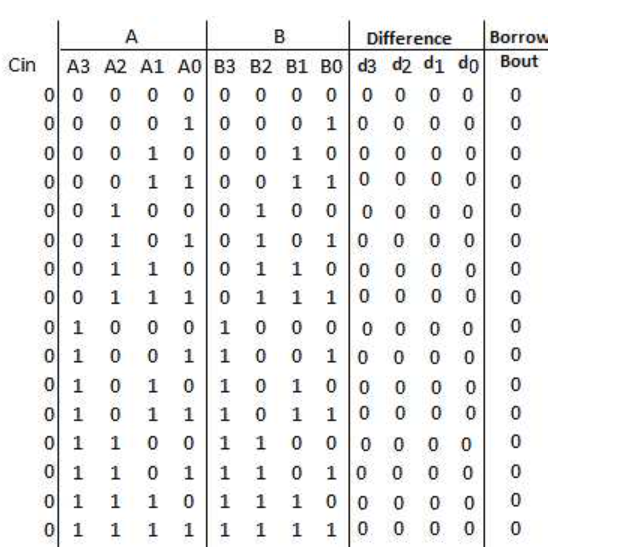 A B Difference Borrow
Cin A3 A2 A1 A0 B3 B2 B1 B0 d3 d2 d1 d0 Bout
0 0 0 0 0 0 0 0 0 0 0 0 0 0
0 0 0 0 1 0 0 0 1 0 0 0 0 0
0 0 0 1 0 0 0 1 0 0 0 0 0 0
0 0 0 1 1 0 0 1 1 0 0 0 0 0
0 0 1 0 0 0 1 0 0 0 0 0 0 0
0 0 1 0 1 0 1 0 1 0 0 0 0 0
0 0 1 1 0 0 1 1 0 0 0 0 0 0
0 0 1 1 1 0 1 1 1 0 0 0 0 0
0 1 0 0 0 1 0 0 0 0 0 0 0 0
0 1 0 0 1 1 0 0 1 0 0 0 0 0
0 1 0 1 0 1 0 1 0 0 0 0 0 0
0 1 0 1 1 1 0 1 1 0 0 0 0 0
0 1 1 0 0 1 1 0 0 0 0 0 0 0
0 1 1 0 1 1 1 0 1 0 0 0 0 0
0 1 1 1 0 1 1 1 0 0 0 0 0 0
0 1 1 1 1 1 1 1 1 0 0 0 0 0